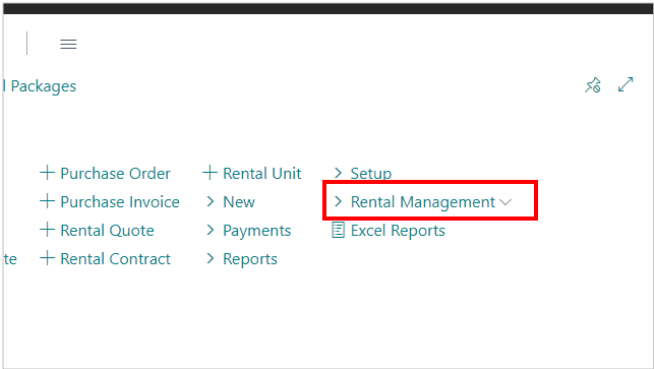 l Packages
+ Purchase Order + Rental Unit > Setup
+ Purchase Invoice > New > Rental Management
+ Rental Quote > Payments Excel Reports
te + Rental Contract > Reports